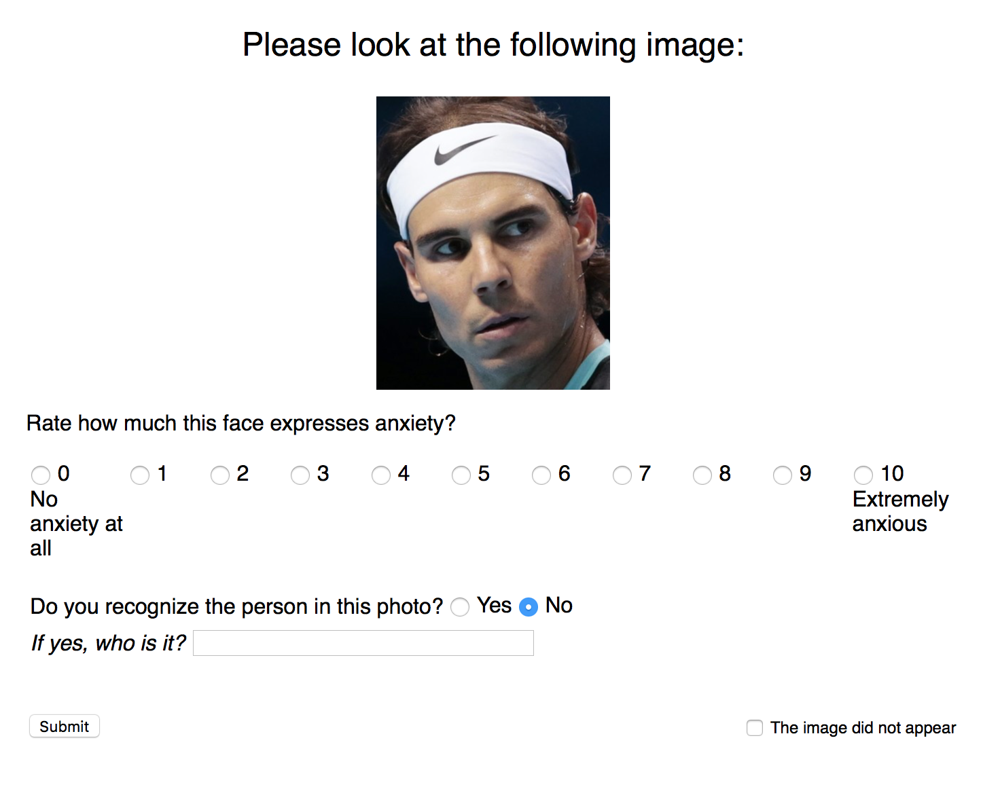 Please look at the following image:
Rate how much this face expresses anxiety?
0 1 2 3 4 5 6 7 8 9 10
No anxiety at all
Extremely anxious
Do you recognize the person in this photo? Yes No
If yes, who is it?
Submit
The image did not appear